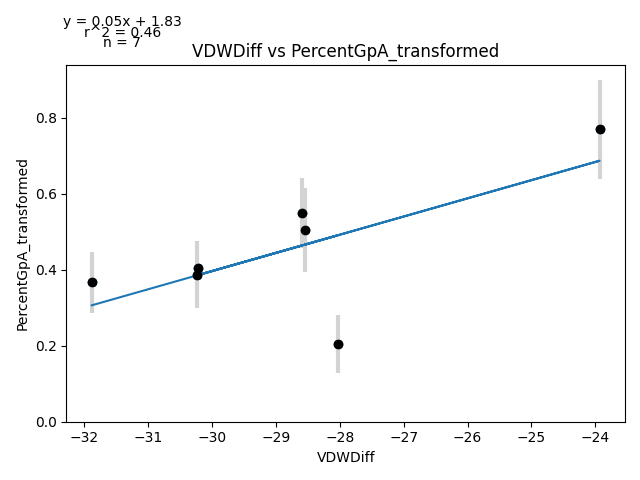 y = 0.05x + 1.83
r^2 = 0.46
n = 7
VDWDiff vs PercentGpA_transformed
PercentGpA_transformed
0.8
0.6
0.4
0.2
0.0
−32 −31 −30 −29 −28 −27 −26 −25 −24
VDWDiff